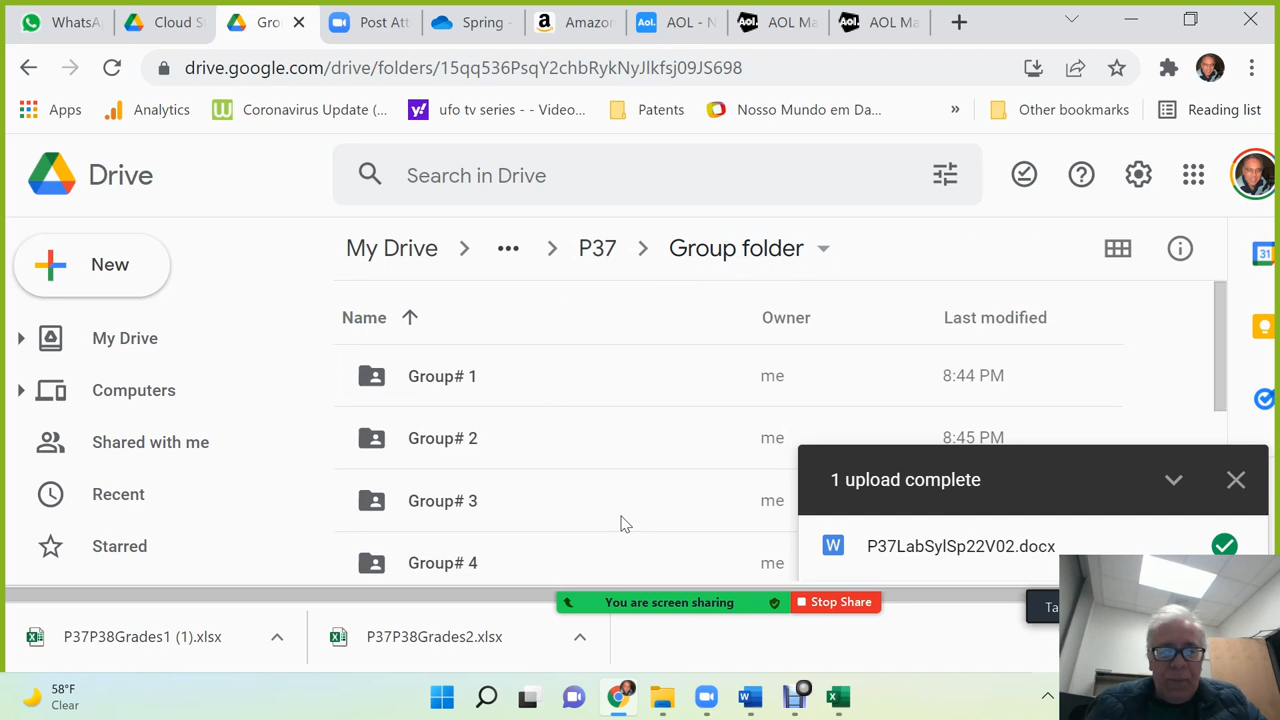 WhatsA
Cloud S
Gro
Post Att
Spring -
Amazon
AOL - N
AOL Ma
AOL Ma
drive.google.com/drive/folders/15qq536PsqY2chbRykNyJlkfsj09JS698
Apps
Analytics
Coronavirus Update (...
ufo tv series - - Video...
Patents
Nosso Mundo em Da...
»
Other bookmarks
Reading list
Drive
Search in Drive
New
My Drive
P37
Group folder
My Drive
Computers
Shared with me
Recent
Starred
Name
Owner
Last modified
Group# 1 me 8:44 PM
Group# 2 me 8:45 PM
Group# 3 me
Group# 4 me
1 upload complete
P37LabSylSp22V02.docx
You are screen sharing
Stop Share
Ta
P37P38Grades1 (1).xlsx
P37P38Grades2.xlsx
58°F
Clear